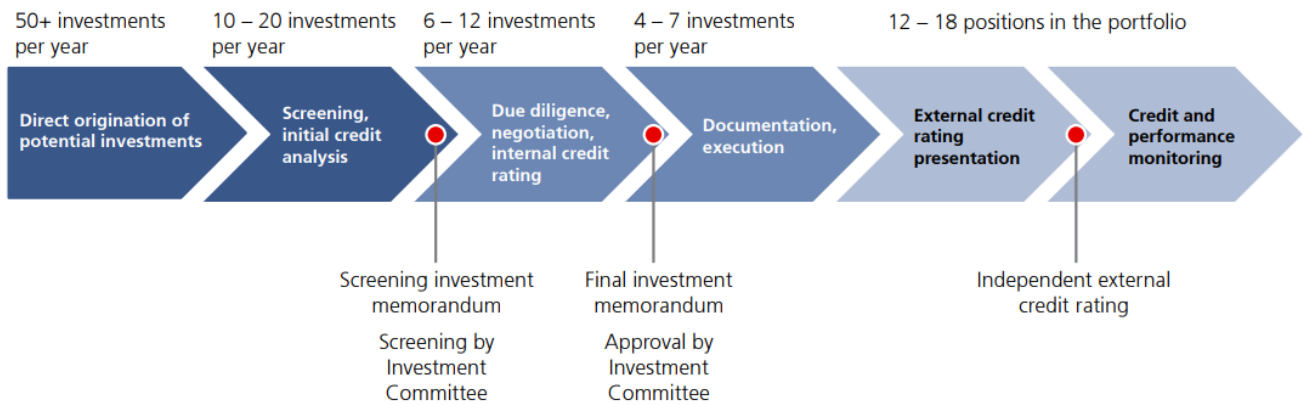 50+ investments
per year
10 – 20 investments
per year
6 – 12 investments
per year
4 – 7 investments
per year
12 – 18 positions in the portfolio
Direct origination of
potential investments
Screening,
initial credit
analysis
Due diligence,
negotiation,
internal credit
rating
Documentation,
execution
External credit
rating
presentation
Credit and
performance
monitoring
Screening investment
memorandum
Screening by
Investment
Committee
Final investment
memorandum
Approval by
Investment
Committee
Independent external
credit rating